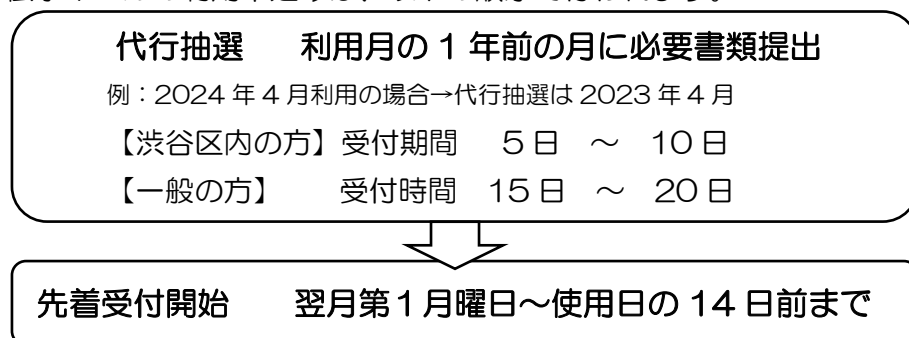 代行抽選　利用月の１年前の月に必要書類提出
例：2024年4月利用の場合→代行抽選は2023年4月
【渋谷区内の方】受付期間　5日　～　10日
【一般の方】　受付時間　15日　～　20日
先着受付開始　翌月第１月曜日～使用日の14日前まで